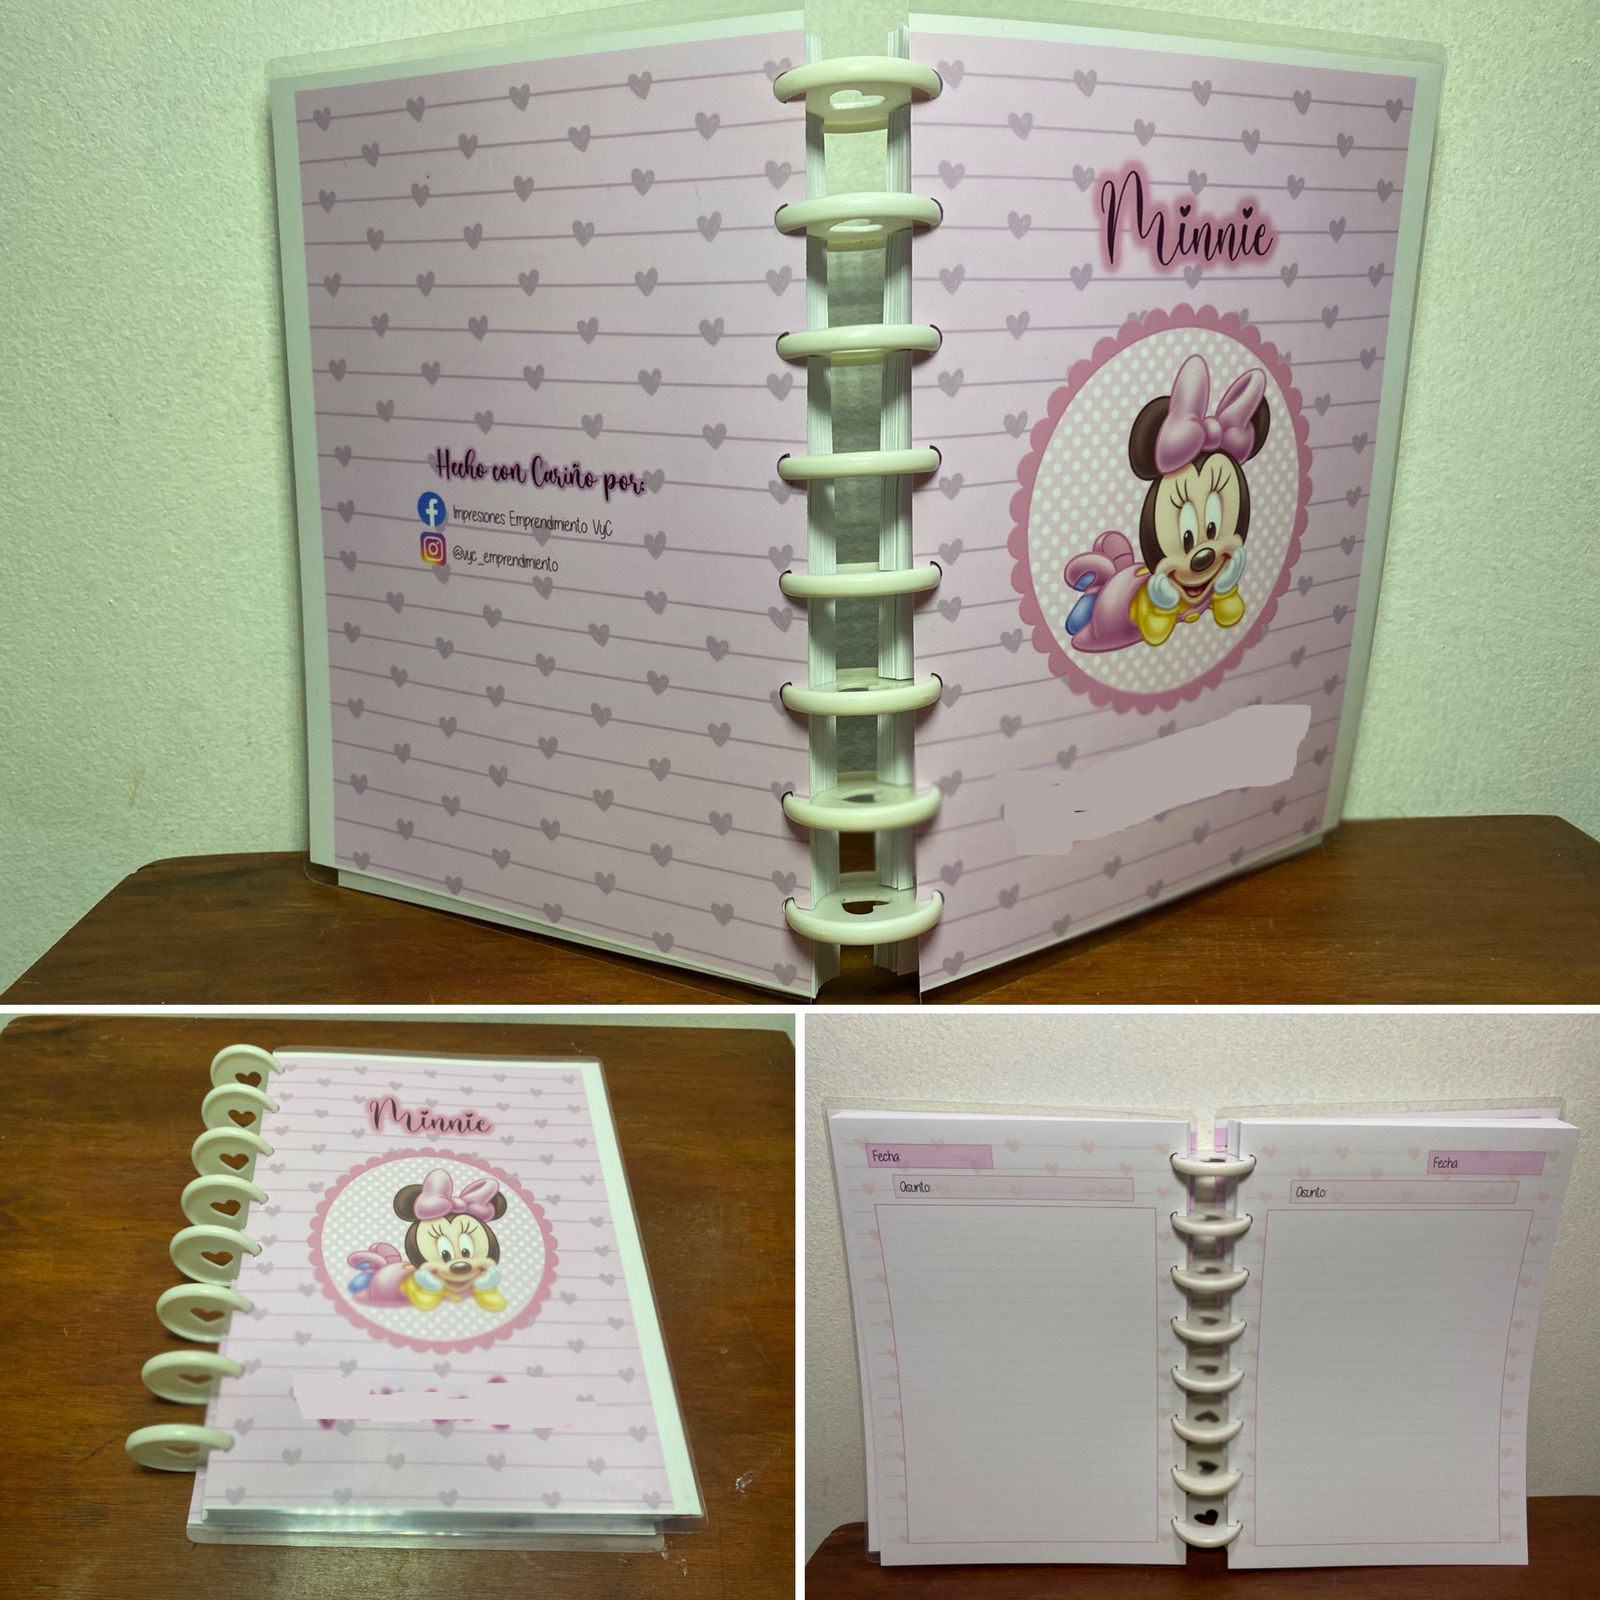 Minnie
Hecho con Cariño por:
Impresiones Emprendimiento VyC
@vyc_emprendimiento
Minnie
Fecha:
Fecha:
Asunto:
Asunto: